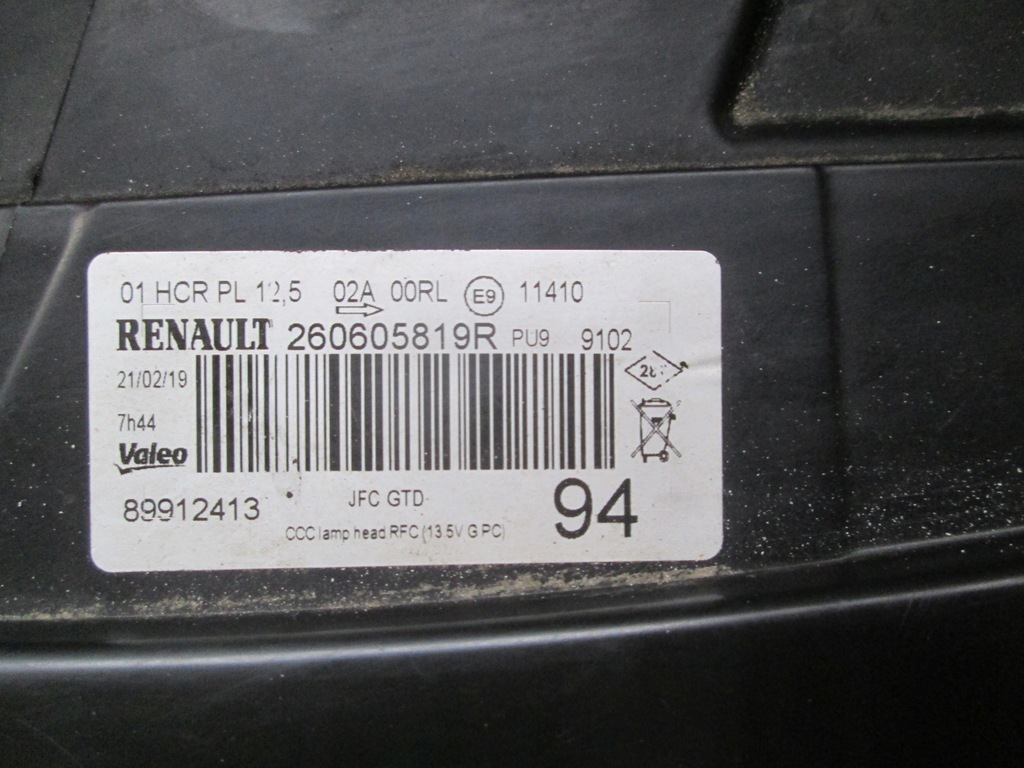 01 HCR PL 12,5 02A 00RL E9 11410
RENAULT 260605819R PU9 9102
21/02/19
7h44
Valeo
89912413 JFC GTD 94
CCC lamp head RFC (13.5V G PC)